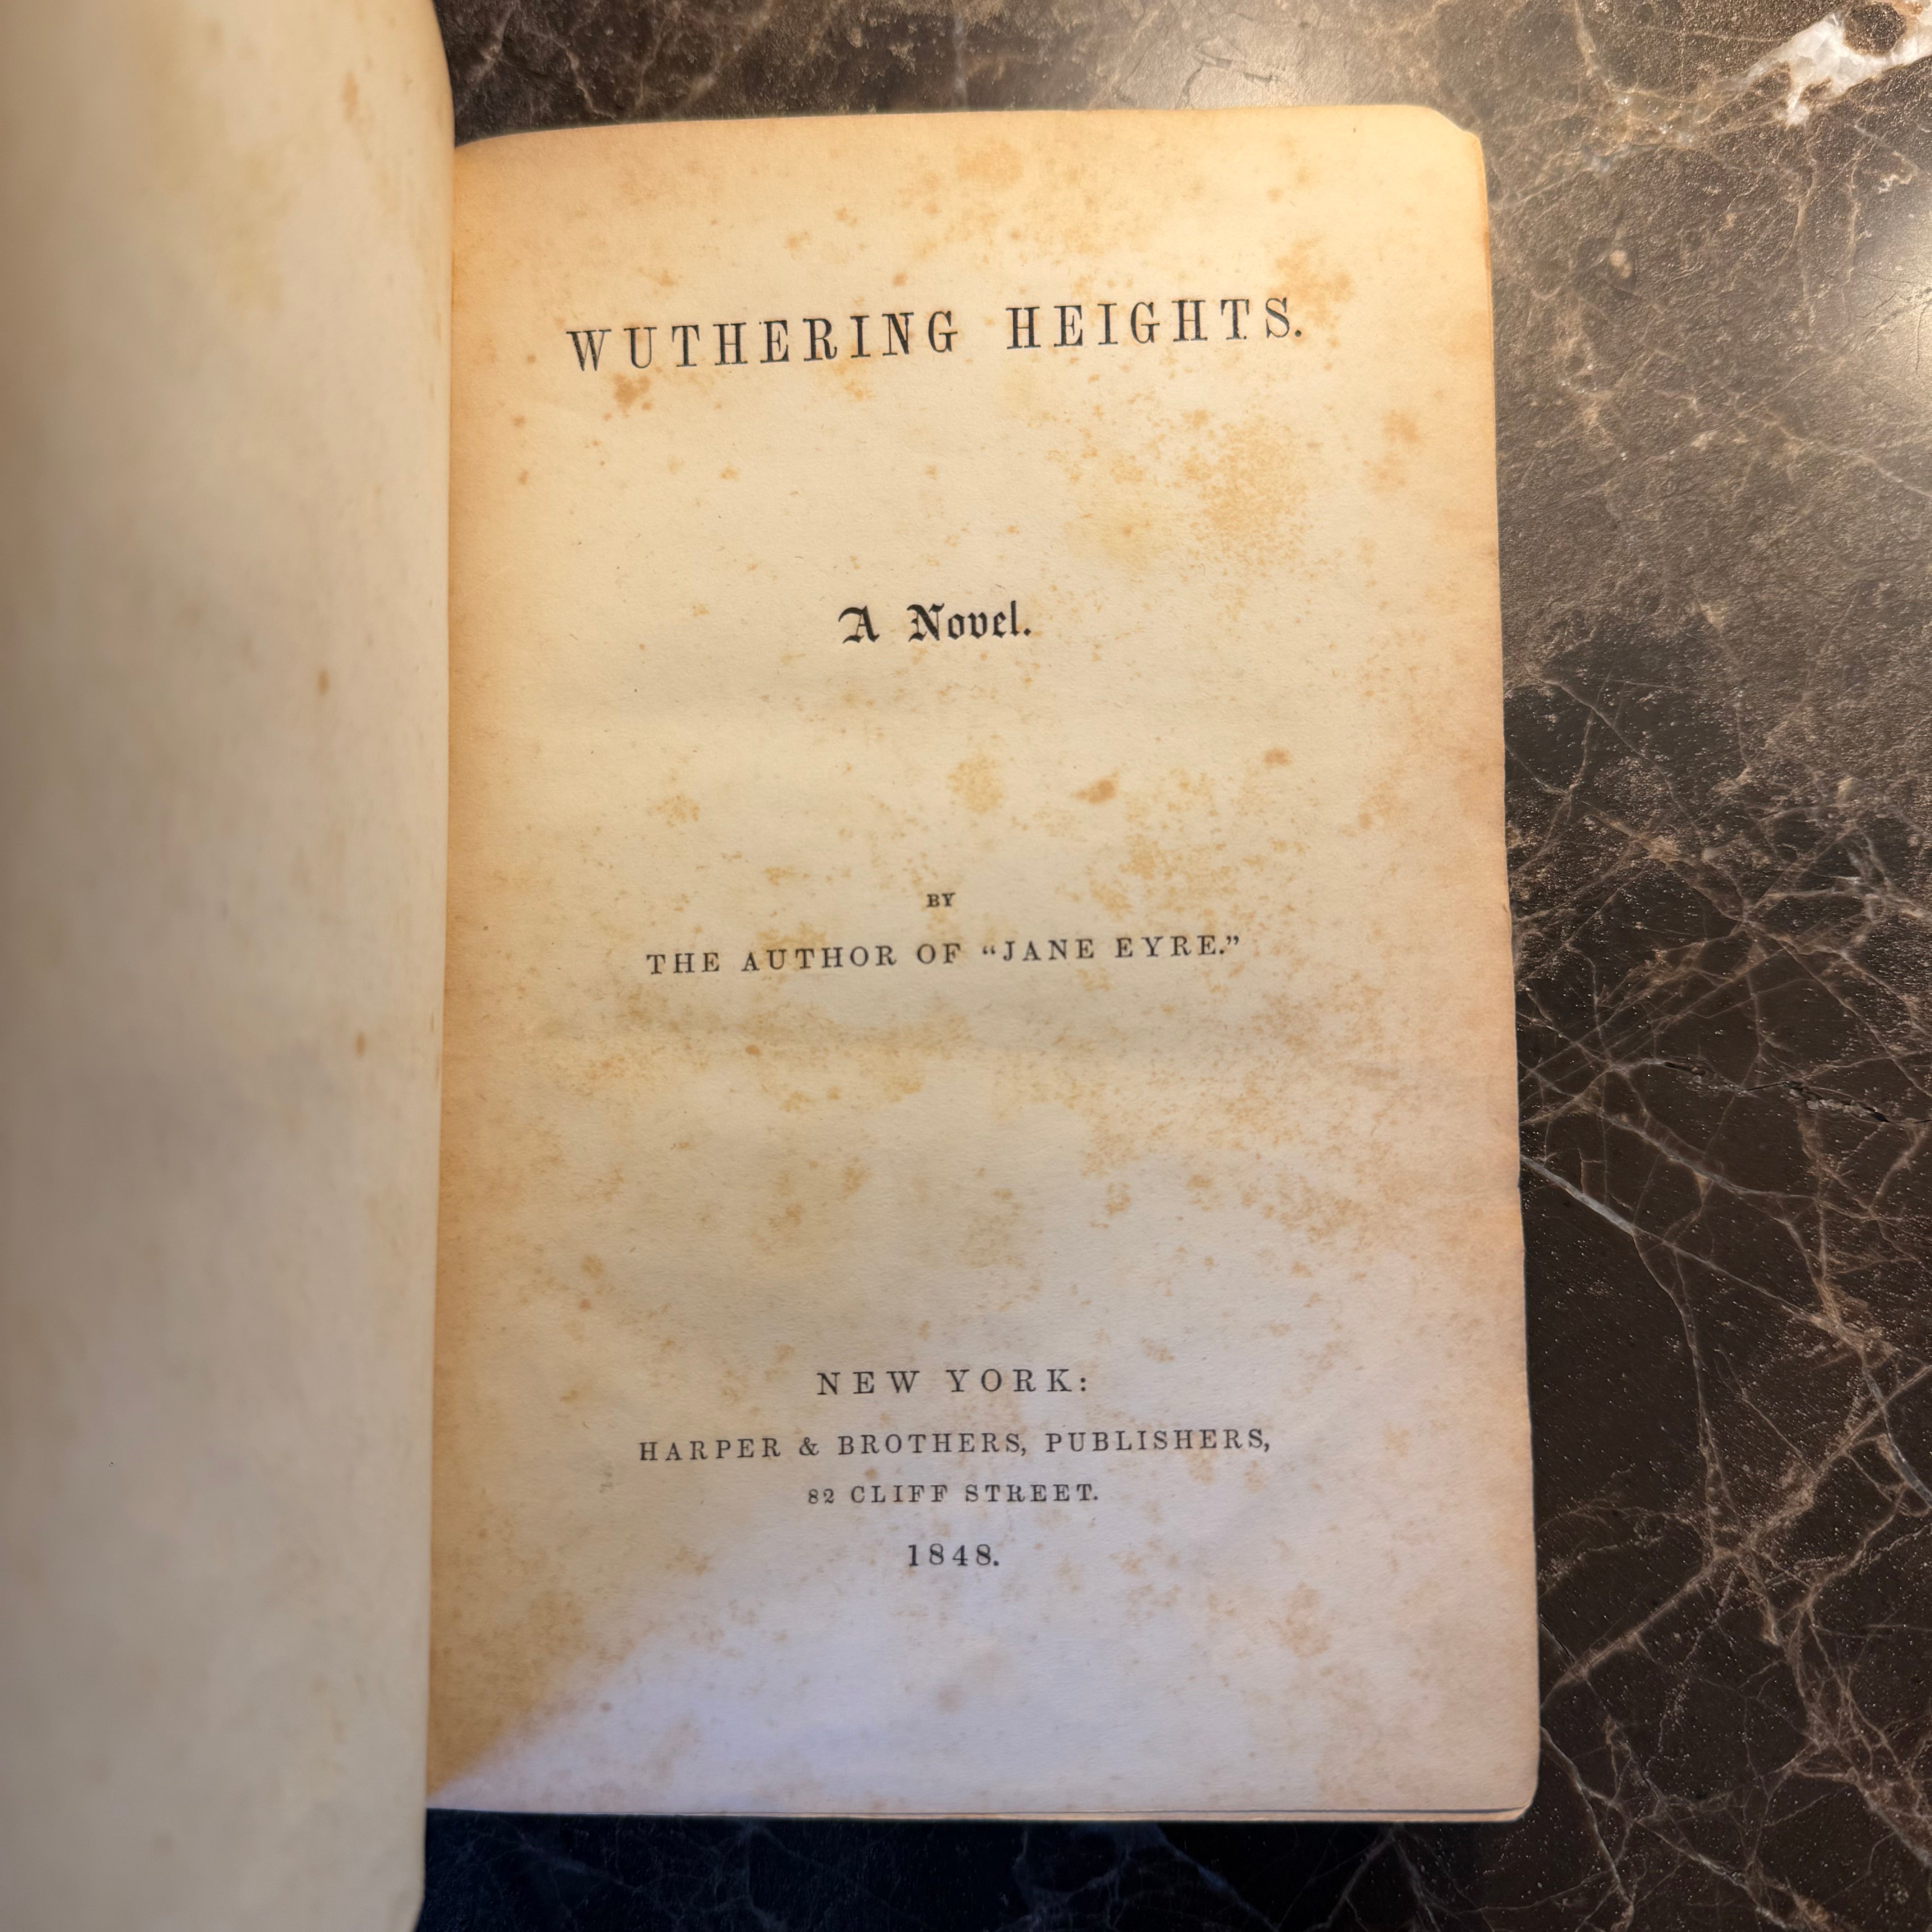 WUTHERING HEIGHTS.
A Novel.
BY
THE AUTHOR OF “JANE EYRE.”
NEW YORK:
HARPER & BROTHERS, PUBLISHERS,
82 CLIFF STREET.
1848.